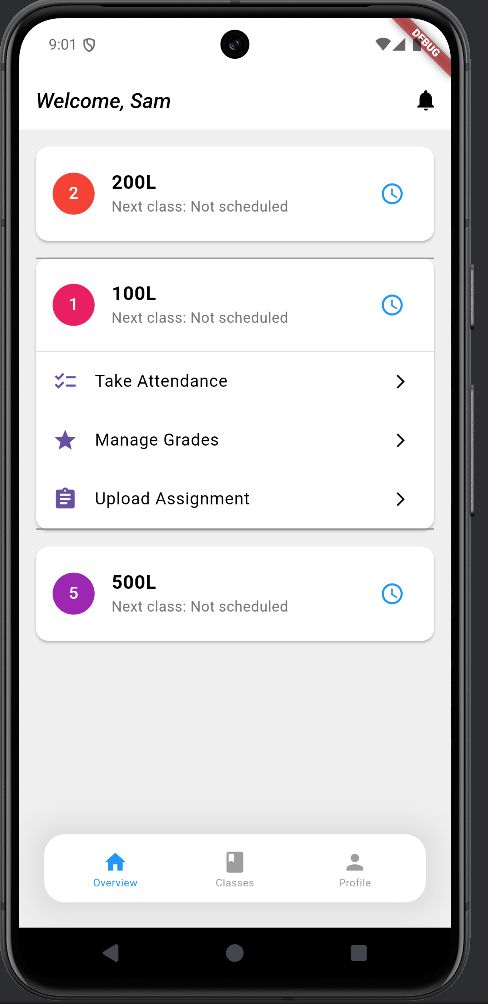 9:01
DEBUG
Welcome, Sam
2
200L
Next class: Not scheduled
1
100L
Next class: Not scheduled
Take Attendance
Manage Grades
Upload Assignment
5
500L
Next class: Not scheduled
Overview
Classes
Profile